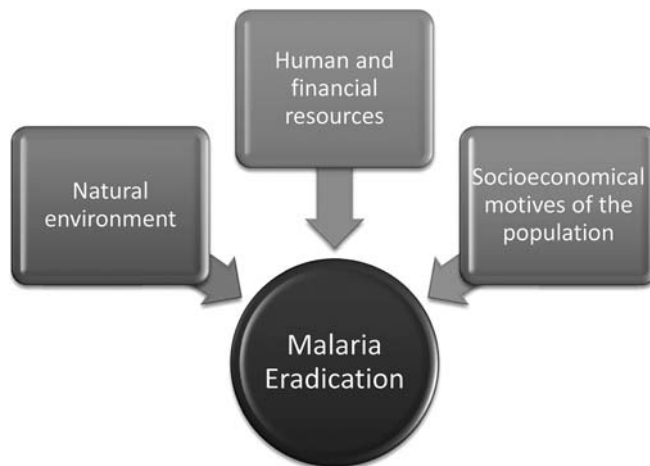 Human and
financial
resources
Natural
environment
Socioeconomical
motives of the
population
Malaria
Eradication